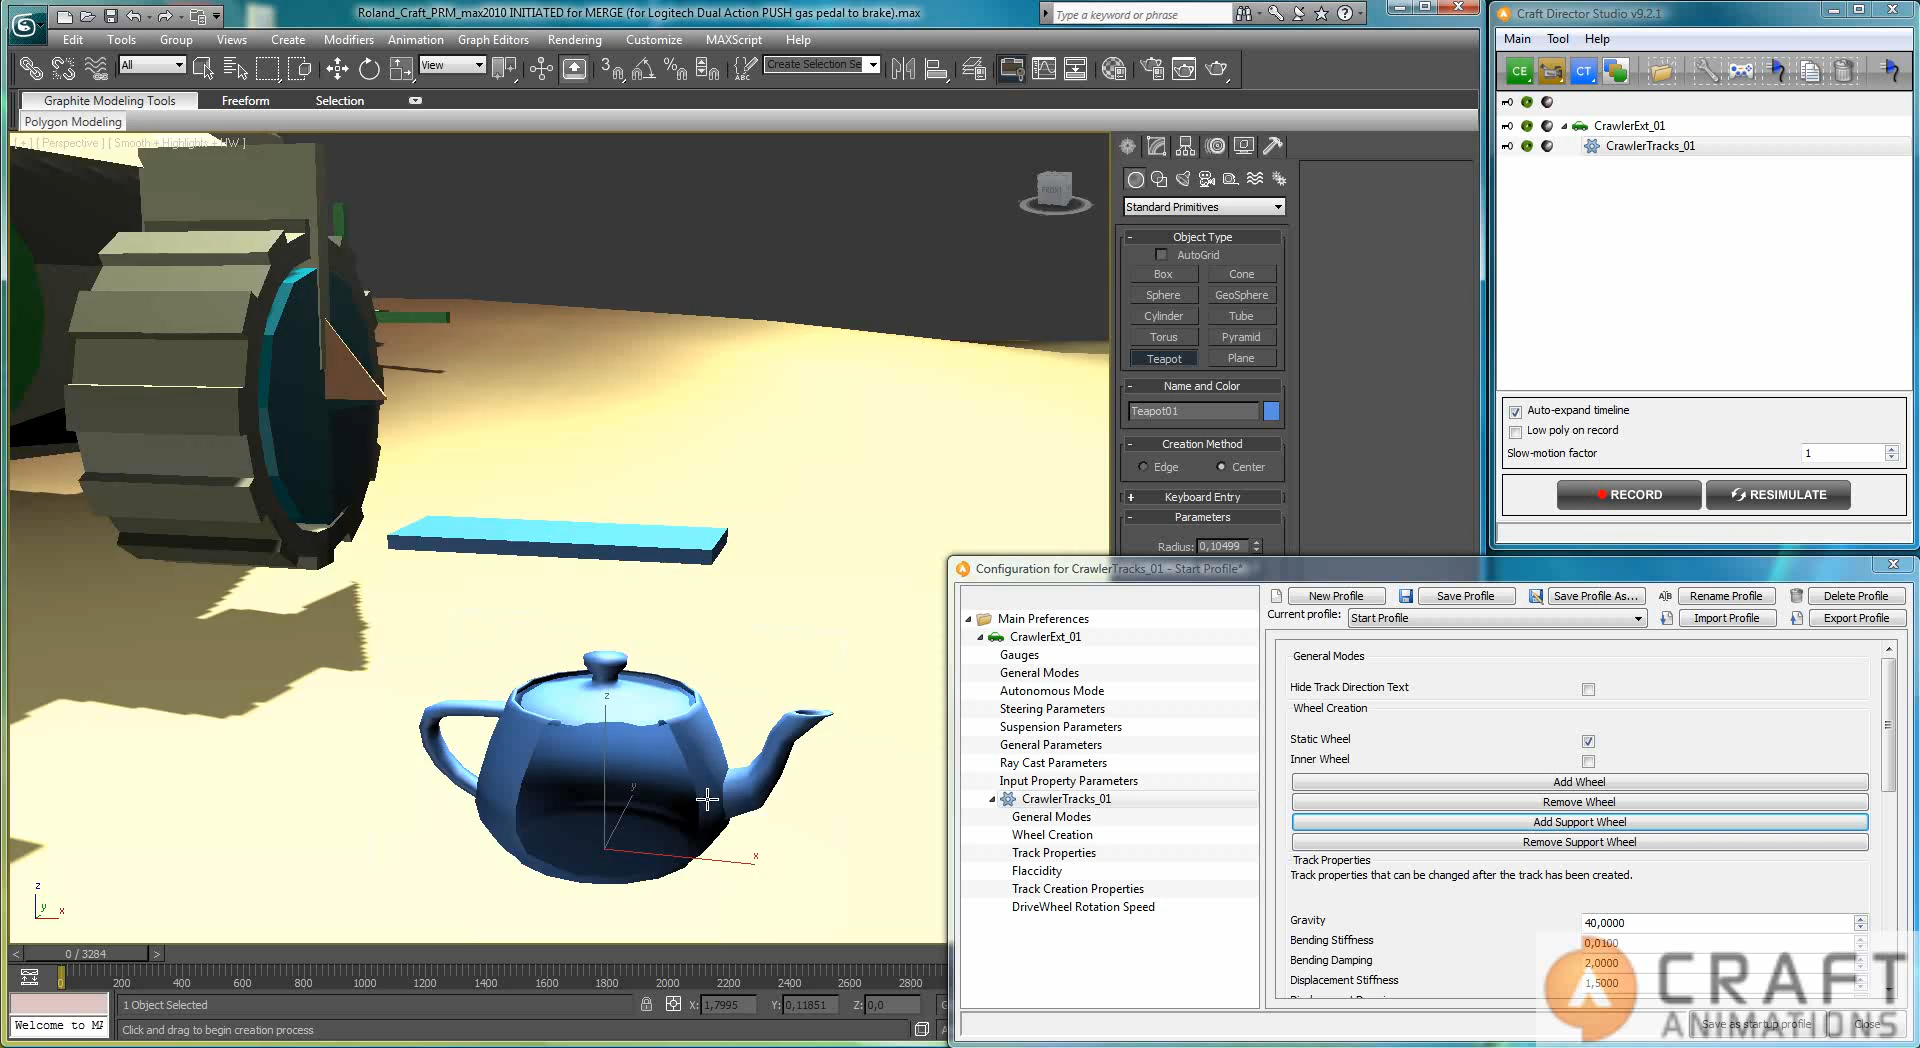 Roland_Craft_PRM_max2010 INITIATED for MERGE (for Logitech Dual Action PUSH gas pedal to brake).max
Type a keyword or phrase
Edit Tools Group Views Create Modifiers Animation Graph Editors Rendering Customize MAXScript Help
All View Create Selection Se
Graphite Modeling Tools Freeform Selection
Polygon Modeling
[ + ] [ Perspective ] [ Smooth + Highlights + HW ]
FRONT
Standard Primitives
- Object Type
AutoGrid
Box Cone
Sphere GeoSphere
Cylinder Tube
Torus Pyramid
Teapot Plane
- Name and Color
Teapot01
- Creation Method
Edge Center
+ Keyboard Entry
- Parameters
Radius: 0,10499
z
y
x
z
y
x
< 0 / 3284 >
0 200 400 600 800 1000 1200 1400 1600 1800 2000 2200 2400 2600 2800
1 Object Selected X: 1,7995 Y: 0,11851 Z: 0,0
Welcome to MA Click and drag to begin creation process
Craft Director Studio v9.2.1
Main Tool Help
CE CT
CrawlerExt_01
CrawlerTracks_01
Auto-expand timeline
Low poly on record
Slow-motion factor 1
RECORD RESIMULATE
Configuration for CrawlerTracks_01 - Start Profile*
Main Preferences
CrawlerExt_01
Gauges
General Modes
Autonomous Mode
Steering Parameters
Suspension Parameters
General Parameters
Ray Cast Parameters
Input Property Parameters
CrawlerTracks_01
General Modes
Wheel Creation
Track Properties
Flaccidity
Track Creation Properties
DriveWheel Rotation Speed
New Profile Save Profile Save Profile As... Rename Profile Delete Profile
Current profile: Start Profile Import Profile Export Profile
General Modes
Hide Track Direction Text
Wheel Creation
Static Wheel
Inner Wheel
Add Wheel
Remove Wheel
Add Support Wheel
Remove Support Wheel
Track Properties
Track properties that can be changed after the track has been created.
Gravity 40,0000
Bending Stiffness 0,0100
Bending Damping 2,0000
Displacement Stiffness 1,5000
Save as startup profile Close
CRAFT
ANIMATIONS